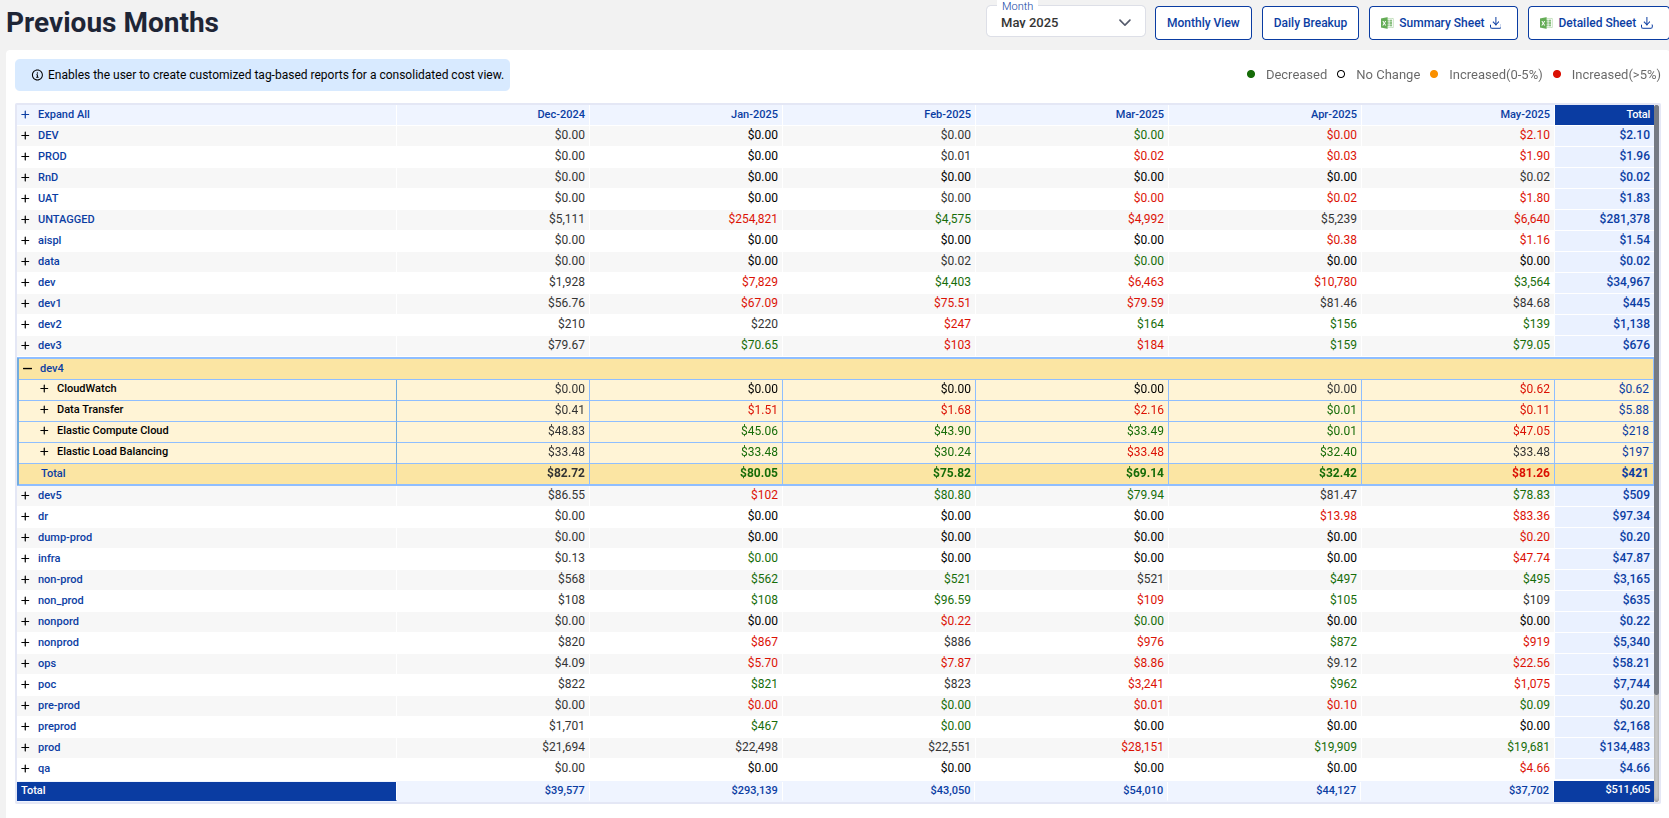 Previous Months
Month
May 2025
Monthly View
Daily Breakup
Summary Sheet
Detailed Sheet
Enables the user to create customized tag-based reports for a consolidated cost view.
Decreased No Change Increased(0-5%) Increased(>5%)
+ Expand All Dec-2024 Jan-2025 Feb-2025 Mar-2025 Apr-2025 May-2025 Total
+ DEV $0.00 $0.00 $0.00 $0.00 $0.00 $2.10 $2.10
+ PROD $0.00 $0.00 $0.01 $0.02 $0.03 $1.90 $1.96
+ RnD $0.00 $0.00 $0.00 $0.00 $0.00 $0.02 $0.02
+ UAT $0.00 $0.00 $0.00 $0.00 $0.02 $1.80 $1.83
+ UNTAGGED $5,111 $254,821 $4,575 $4,992 $5,239 $6,640 $281,378
+ aispl $0.00 $0.00 $0.00 $0.00 $0.38 $1.16 $1.54
+ data $0.00 $0.00 $0.02 $0.00 $0.00 $0.00 $0.02
+ dev $1,928 $7,829 $4,403 $6,463 $10,780 $3,564 $34,967
+ dev1 $56.76 $67.09 $75.51 $79.59 $81.46 $84.68 $445
+ dev2 $210 $220 $247 $164 $156 $139 $1,138
+ dev3 $79.67 $70.65 $103 $184 $159 $79.05 $676
− dev4
+ CloudWatch $0.00 $0.00 $0.00 $0.00 $0.00 $0.62 $0.62
+ Data Transfer $0.41 $1.51 $1.68 $2.16 $0.01 $0.11 $5.88
+ Elastic Compute Cloud $48.83 $45.06 $43.90 $33.49 $0.01 $47.05 $218
+ Elastic Load Balancing $33.48 $33.48 $30.24 $33.48 $32.40 $33.48 $197
Total $82.72 $80.05 $75.82 $69.14 $32.42 $81.26 $421
+ dev5 $86.55 $102 $80.80 $79.94 $81.47 $78.83 $509
+ dr $0.00 $0.00 $0.00 $0.00 $13.98 $83.36 $97.34
+ dump-prod $0.00 $0.00 $0.00 $0.00 $0.00 $0.20 $0.20
+ infra $0.13 $0.00 $0.00 $0.00 $0.00 $47.74 $47.87
+ non-prod $568 $562 $521 $521 $497 $495 $3,165
+ non_prod $108 $108 $96.59 $109 $105 $109 $635
+ nonpord $0.00 $0.00 $0.22 $0.00 $0.00 $0.00 $0.22
+ nonprod $820 $867 $886 $976 $872 $919 $5,340
+ ops $4.09 $5.70 $7.87 $8.86 $9.12 $22.56 $58.21
+ poc $822 $821 $823 $3,241 $962 $1,075 $7,744
+ pre-prod $0.00 $0.00 $0.00 $0.01 $0.10 $0.09 $0.20
+ preprod $1,701 $467 $0.00 $0.00 $0.00 $0.00 $2,168
+ prod $21,694 $22,498 $22,551 $28,151 $19,909 $19,681 $134,483
+ qa $0.00 $0.00 $0.00 $0.00 $0.00 $4.66 $4.66
Total $39,577 $293,139 $43,050 $54,010 $44,127 $37,702 $511,605